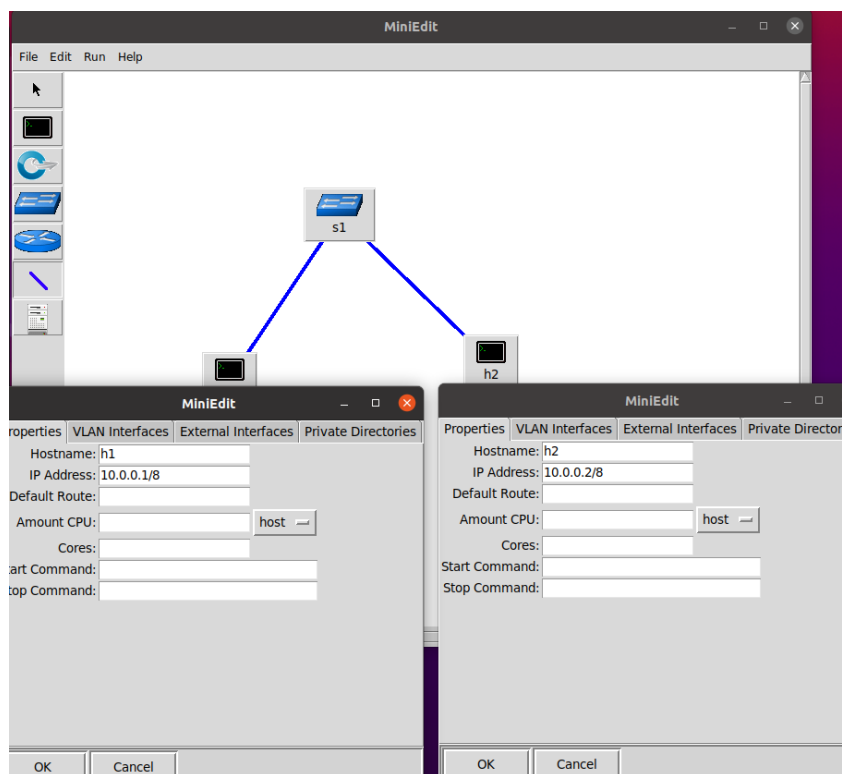 MiniEdit
File Edit Run Help
s1
h2
MiniEdit
roperties VLAN Interfaces External Interfaces Private Directories
Hostname: h1
IP Address: 10.0.0.1/8
Default Route:
Amount CPU: host
Cores:
art Command:
top Command:
OK Cancel
MiniEdit
Properties VLAN Interfaces External Interfaces Private Director
Hostname: h2
IP Address: 10.0.0.2/8
Default Route:
Amount CPU: host
Cores:
Start Command:
Stop Command:
OK Cancel